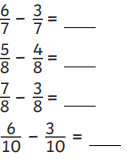 6/7 − 3/7 = ____
5/8 − 4/8 = ____
7/8 − 3/8 = ____
6/10 − 3/10 = ____